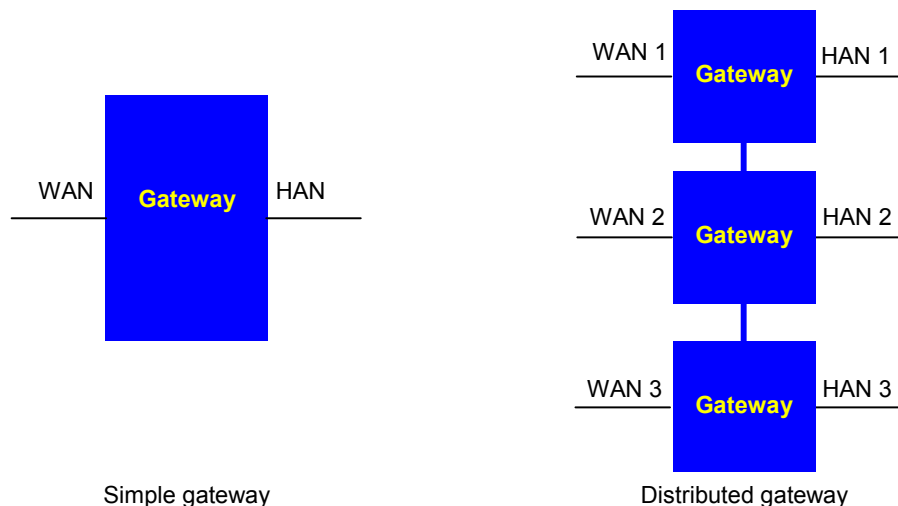 WAN
Gateway
HAN
Simple gateway
WAN 1
Gateway
HAN 1
WAN 2
Gateway
HAN 2
WAN 3
Gateway
HAN 3
Distributed gateway